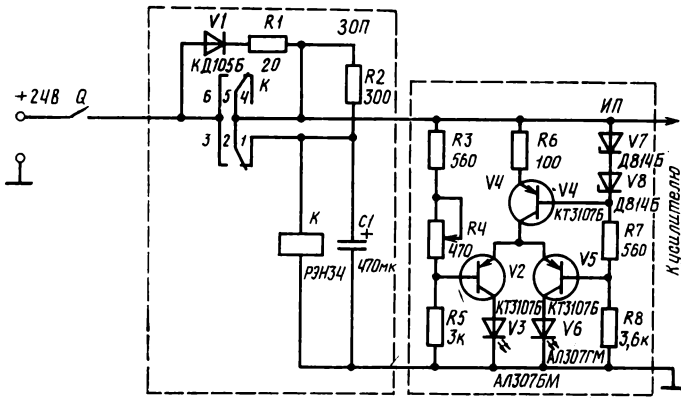 V1
R1
ЗОП
КД105Б
20
К
R2
300
+24В
Q
6
5
4
3
2
1
ИП
V7
Д814Б
V8
Д814Б
R3
560
R6
100
V4
V4
КТ3107Б
R7
560
К усилителю
К
РЭН34
C1
+
470мк
R4
470
V2
V5
КТ3107Б
КТ3107Б
R5
3к
V3
V6
R8
3,6к
АЛ307ГМ
АЛ307БМ